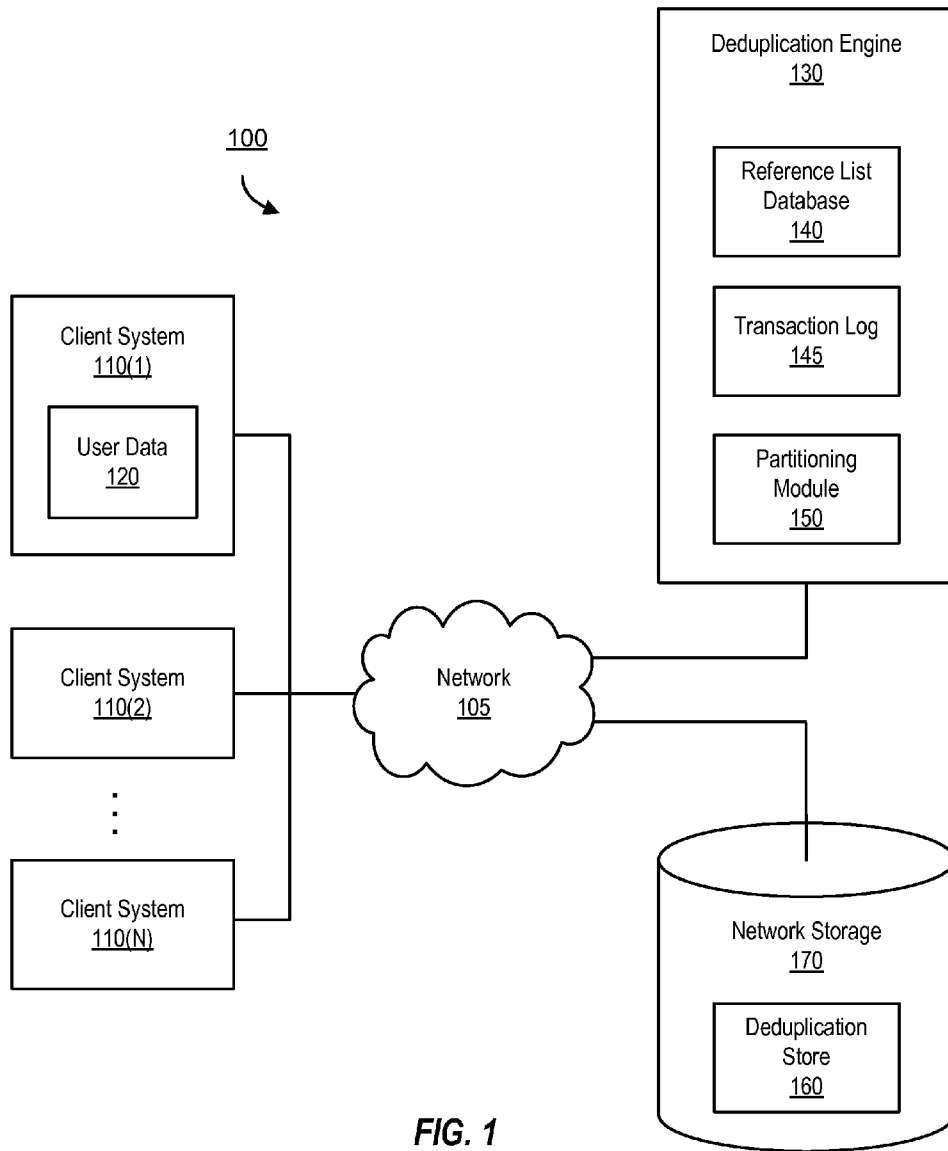 Deduplication Engine
130
Reference List
Database
140
Transaction Log
145
Partitioning
Module
150
100
Client System
110(1)
User Data
120
Client System
110(2)
Client System
110(N)
Network
105
Network Storage
170
Deduplication
Store
160
FIG. 1